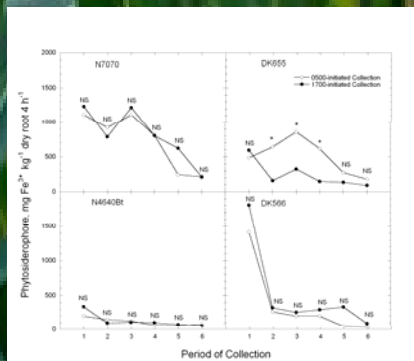 N7070
DK655
2000
1500
1000
500
0
0500-initiated Collection
1700-initiated Collection
NS NS NS NS NS NS
NS * * * NS NS
N4640Bt
DK566
1500
1000
500
0
NS NS NS NS NS NS
NS NS NS NS NS NS
1 2 3 4 5 6
1 2 3 4 5 6
Phytosiderophore, mg Fe³⁺ kg⁻¹ dry root 4 h⁻¹
Period of Collection